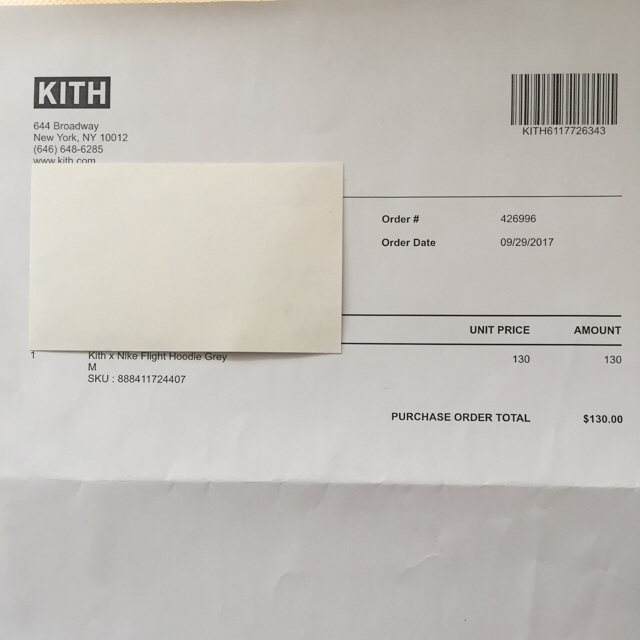 KITH
KITH6117726343
644 Broadway
New York, NY 10012
(646) 648-6285
www.kith.com
Order # 426996
Order Date 09/29/2017
UNIT PRICE AMOUNT
1 Kith x Nike Flight Hoodie Grey 130 130
M
SKU : 888411724407
PURCHASE ORDER TOTAL $130.00